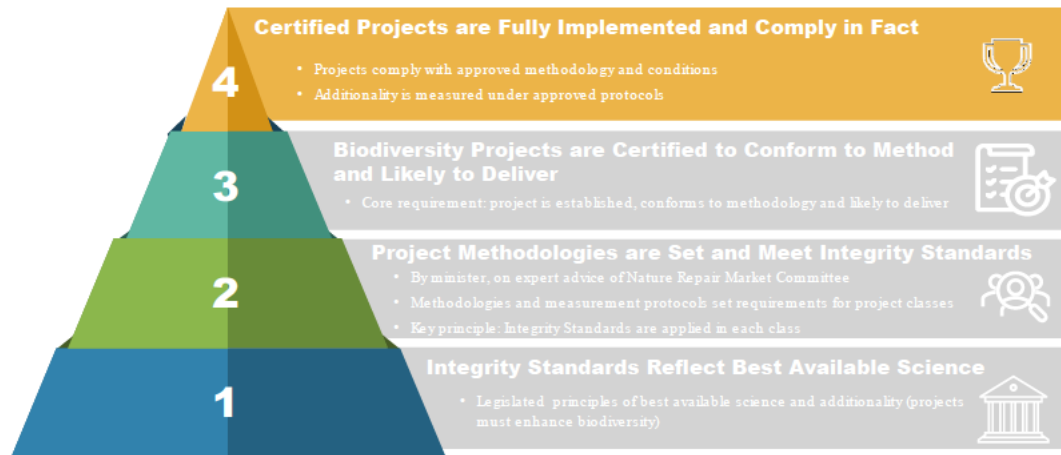 Certified Projects are Fully Implemented and Comply in Fact
• Projects comply with approved methodology and conditions
• Additionality is measured under approved protocols
4
Biodiversity Projects are Certified to Conform to Method
and Likely to Deliver
• Core requirement: project is established, conforms to methodology and likely to deliver
3
Project Methodologies are Set and Meet Integrity Standards
• By minister, on expert advice of Nature Repair Market Committee
• Methodologies and measurement protocols set requirements for project classes
• Key principle: Integrity Standards are applied in each class
2
Integrity Standards Reflect Best Available Science
• Legislated principles of best available science and additionality (projects
must enhance biodiversity)
1